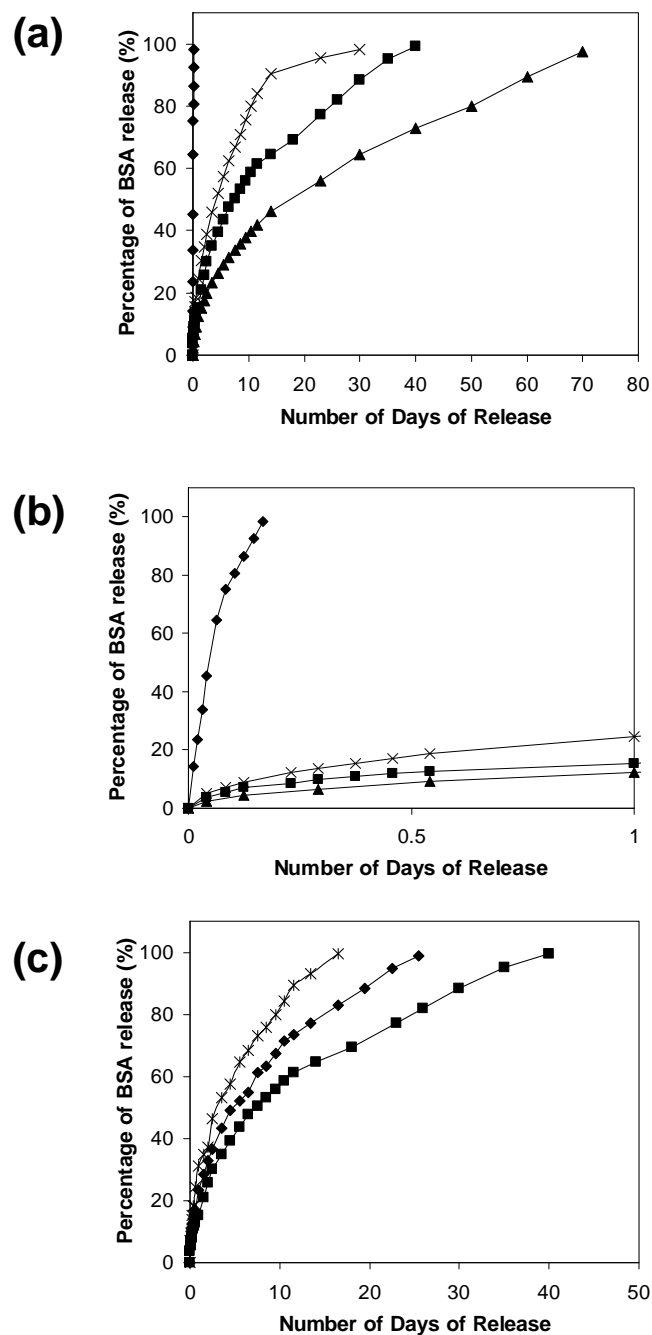 (a)
Percentage of BSA release (%)
100
80
60
40
20
0
0 10 20 30 40 50 60 70 80
Number of Days of Release
(b)
Percentage of BSA release (%)
100
80
60
40
20
0
0 0.5 1
Number of Days of Release
(c)
Percentage of BSA release (%)
100
80
60
40
20
0
0 10 20 30 40 50
Number of Days of Release